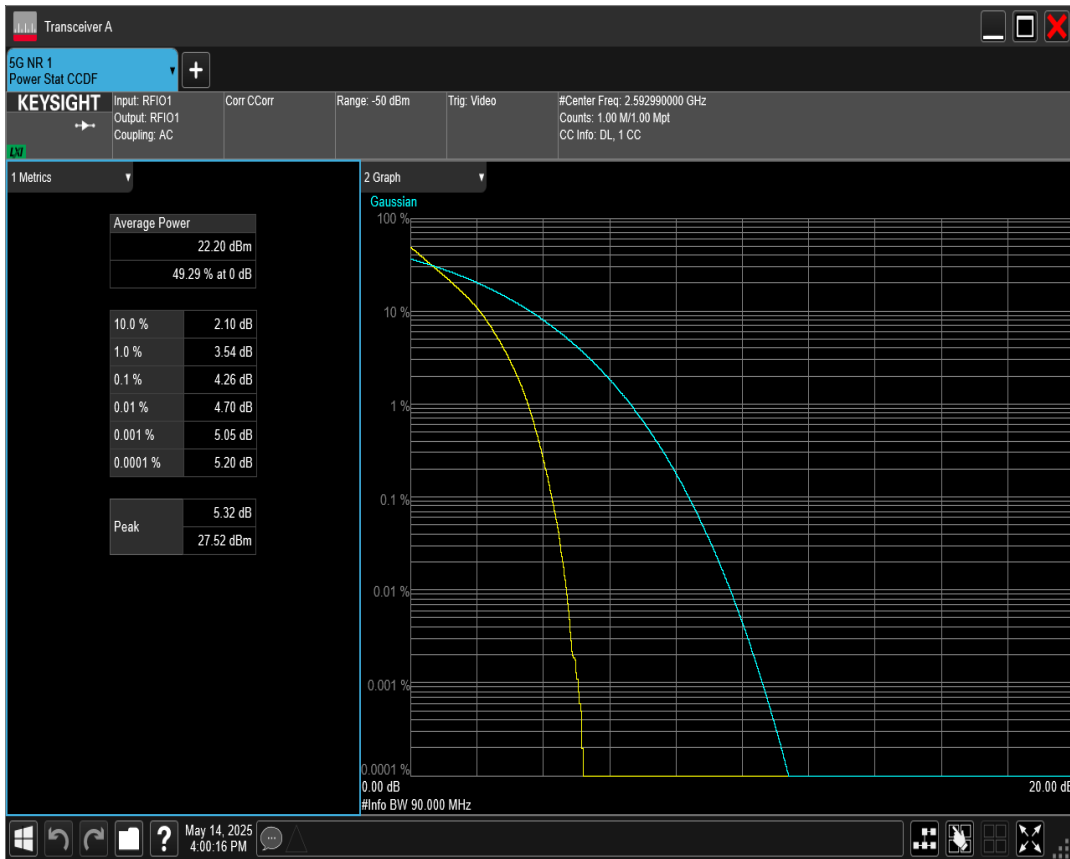 Transceiver A
5G NR 1
Power Stat CCDF
+
KEYSIGHT
LXI
Input: RFIO1
Output: RFIO1
Coupling: AC
Corr CCorr
Range: -50 dBm
Trig: Video
#Center Freq: 2.592990000 GHz
Counts: 1.00 M/1.00 Mpt
CC Info: DL, 1 CC
1 Metrics
Average Power
22.20 dBm
49.29 % at 0 dB
10.0 % 2.10 dB
1.0 % 3.54 dB
0.1 % 4.26 dB
0.01 % 4.70 dB
0.001 % 5.05 dB
0.0001 % 5.20 dB
Peak 5.32 dB
27.52 dBm
2 Graph
Gaussian
100 %
10 %
1 %
0.1 %
0.01 %
0.001 %
0.0001 %
0.00 dB 20.00 dB
#Info BW 90.000 MHz
? May 14, 2025
4:00:16 PM